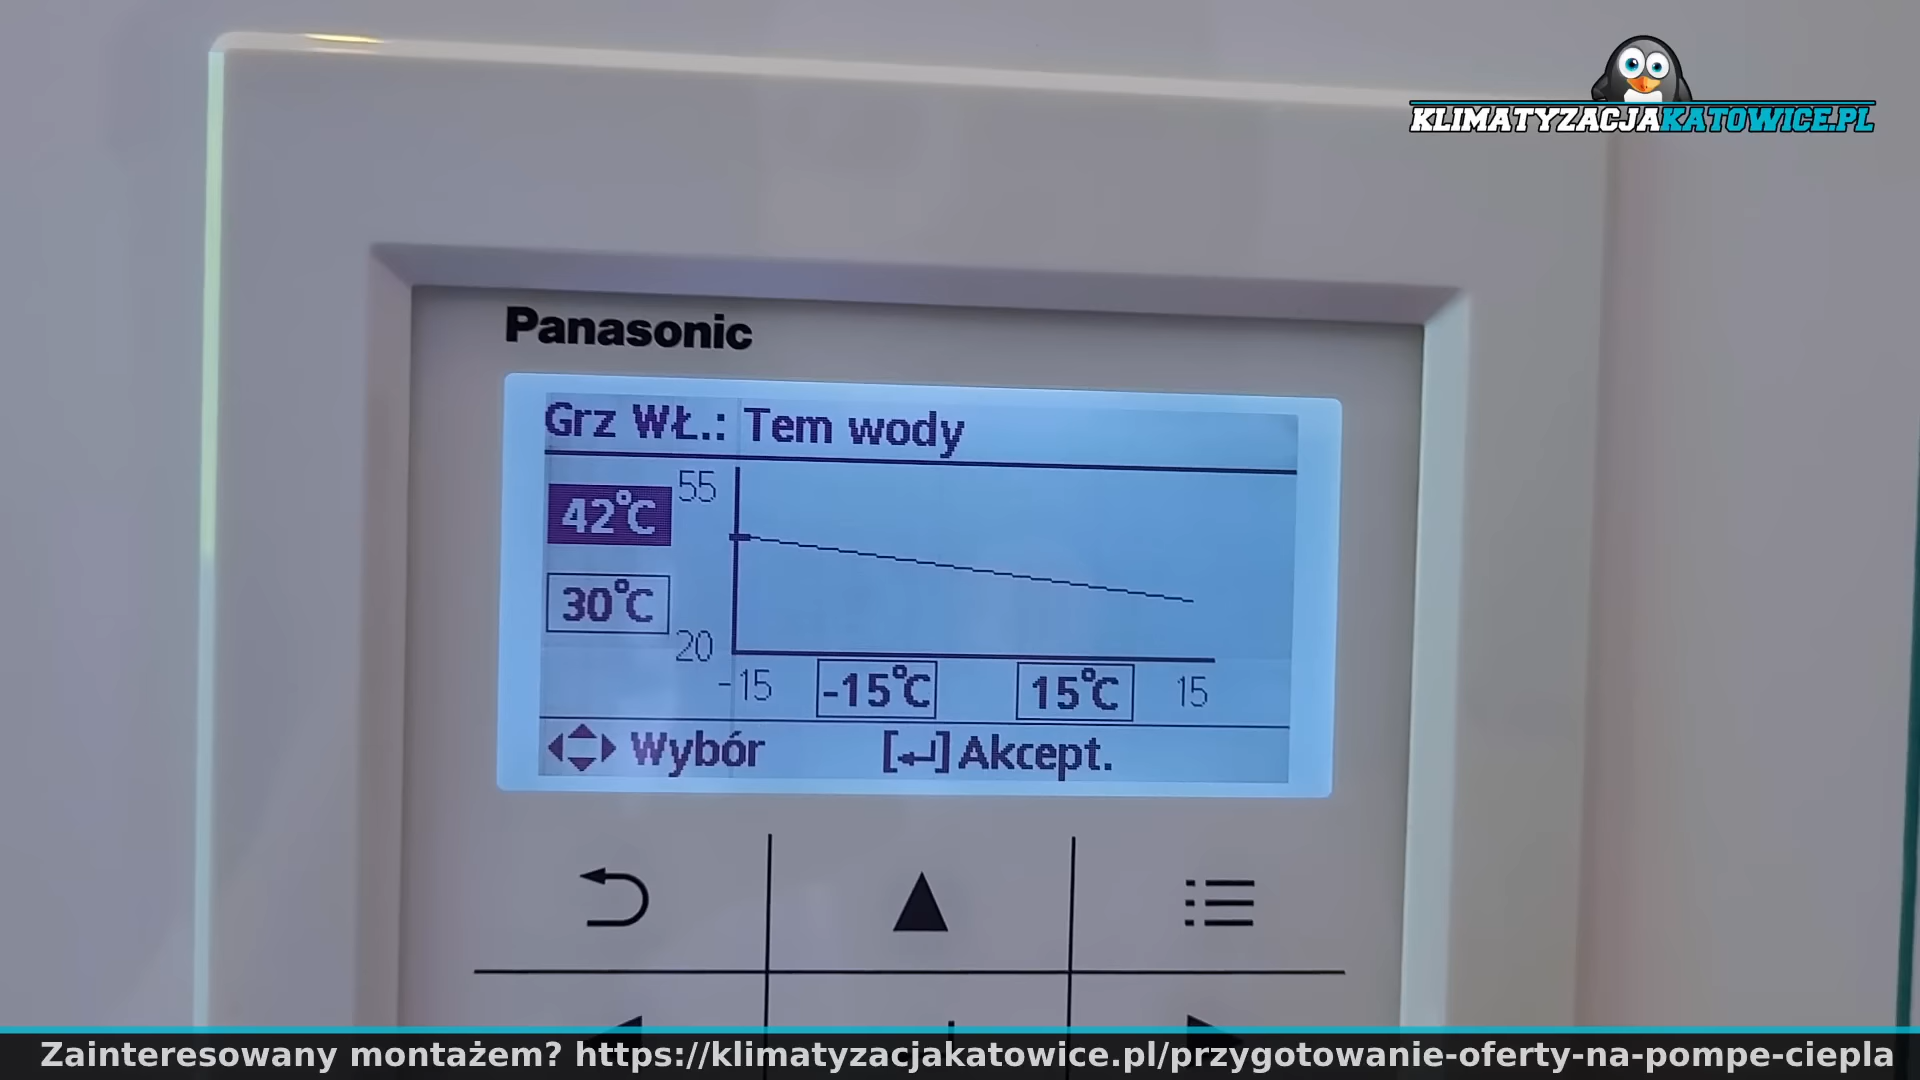 KLIMATYZACJAKATOWICE.PL
Panasonic
Grz WŁ.: Tem wody
55
42°C
30°C
20
-15 -15°C 15°C 15
Wybór [↵] Akcept.
Zainteresowany montażem? https://klimatyzacjakatowice.pl/przygotowanie-oferty-na-pompe-ciepla